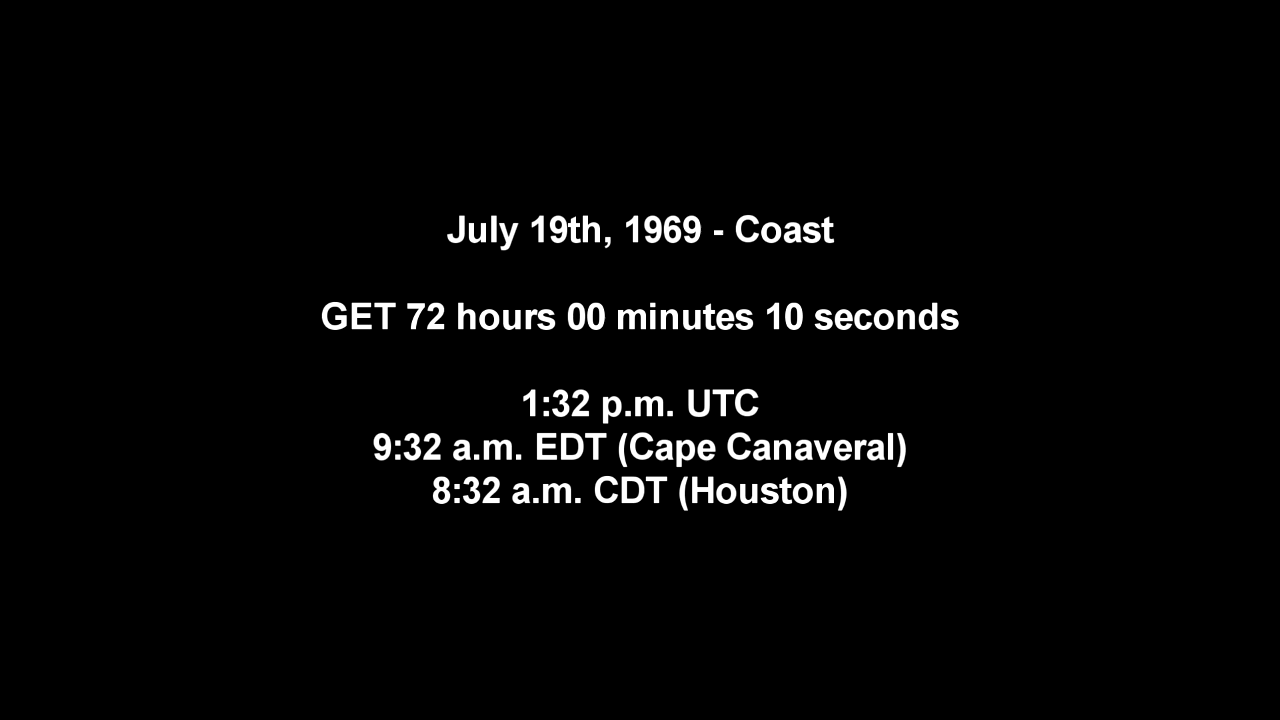 July 19th, 1969 - Coast
GET 72 hours 00 minutes 10 seconds
1:32 p.m. UTC
9:32 a.m. EDT (Cape Canaveral)
8:32 a.m. CDT (Houston)